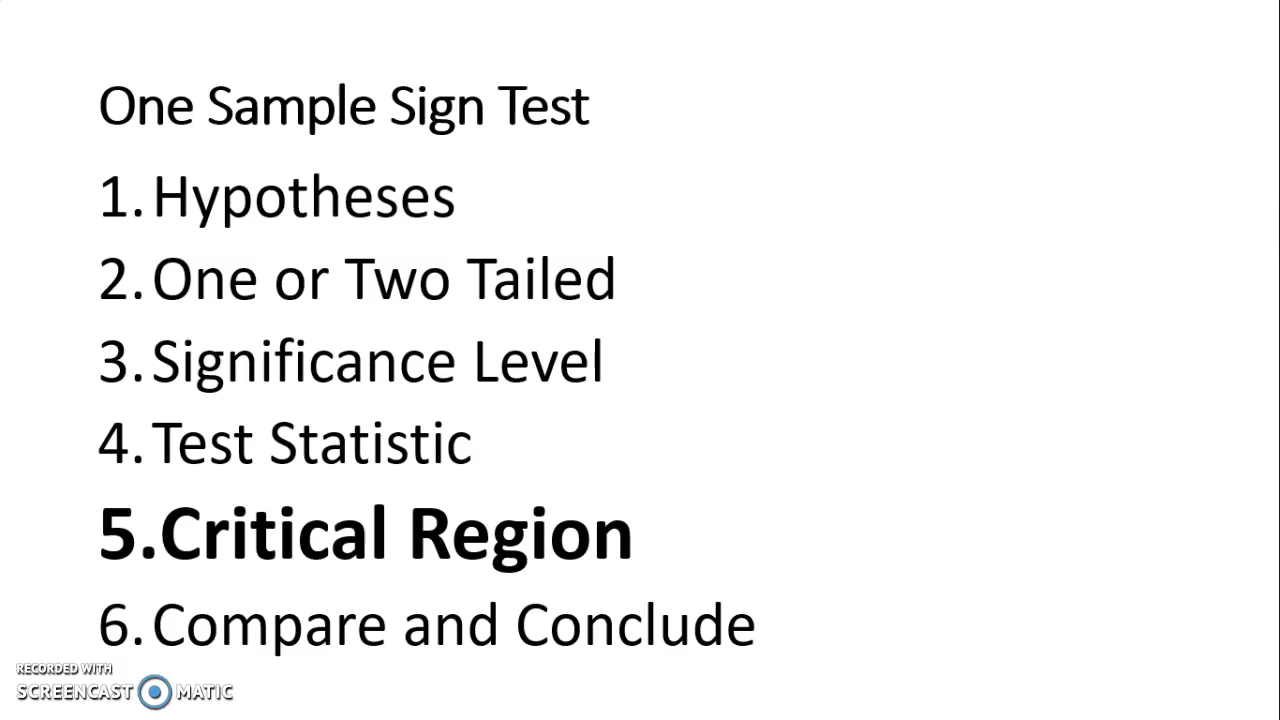 One Sample Sign Test
1. Hypotheses
2. One or Two Tailed
3. Significance Level
4. Test Statistic
5. Critical Region
6. Compare and Conclude
RECORDED WITH
SCREENCAST MATIC